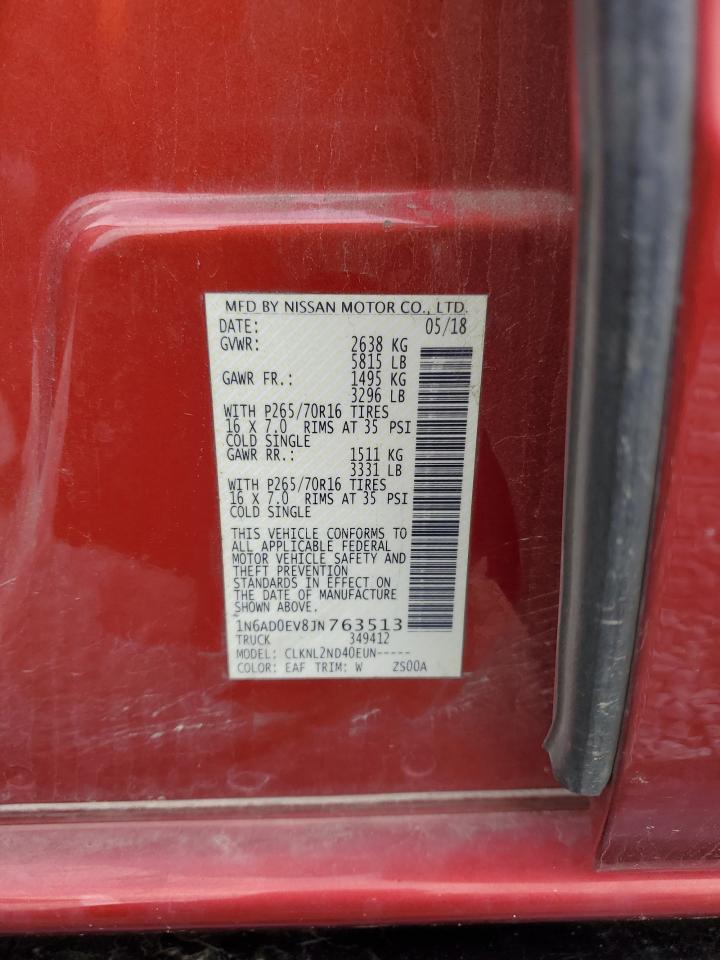 MFD BY NISSAN MOTOR CO., LTD.
DATE: 05/18
GVWR: 2638 KG
5815 LB
GAWR FR.: 1495 KG
3296 LB
WITH P265/70R16 TIRES
16 X 7.0 RIMS AT 35 PSI
COLD SINGLE
GAWR RR.: 1511 KG
3331 LB
WITH P265/70R16 TIRES
16 X 7.0 RIMS AT 35 PSI
COLD SINGLE
THIS VEHICLE CONFORMS TO
ALL APPLICABLE FEDERAL
MOTOR VEHICLE SAFETY AND
THEFT PREVENTION
STANDARDS IN EFFECT ON
THE DATE OF MANUFACTURE
SHOWN ABOVE.
1N6AD0EV8JN763513
TRUCK 349412
MODEL: CLKNL2ND40EUN-----
COLOR: EAF TRIM: W ZS00A